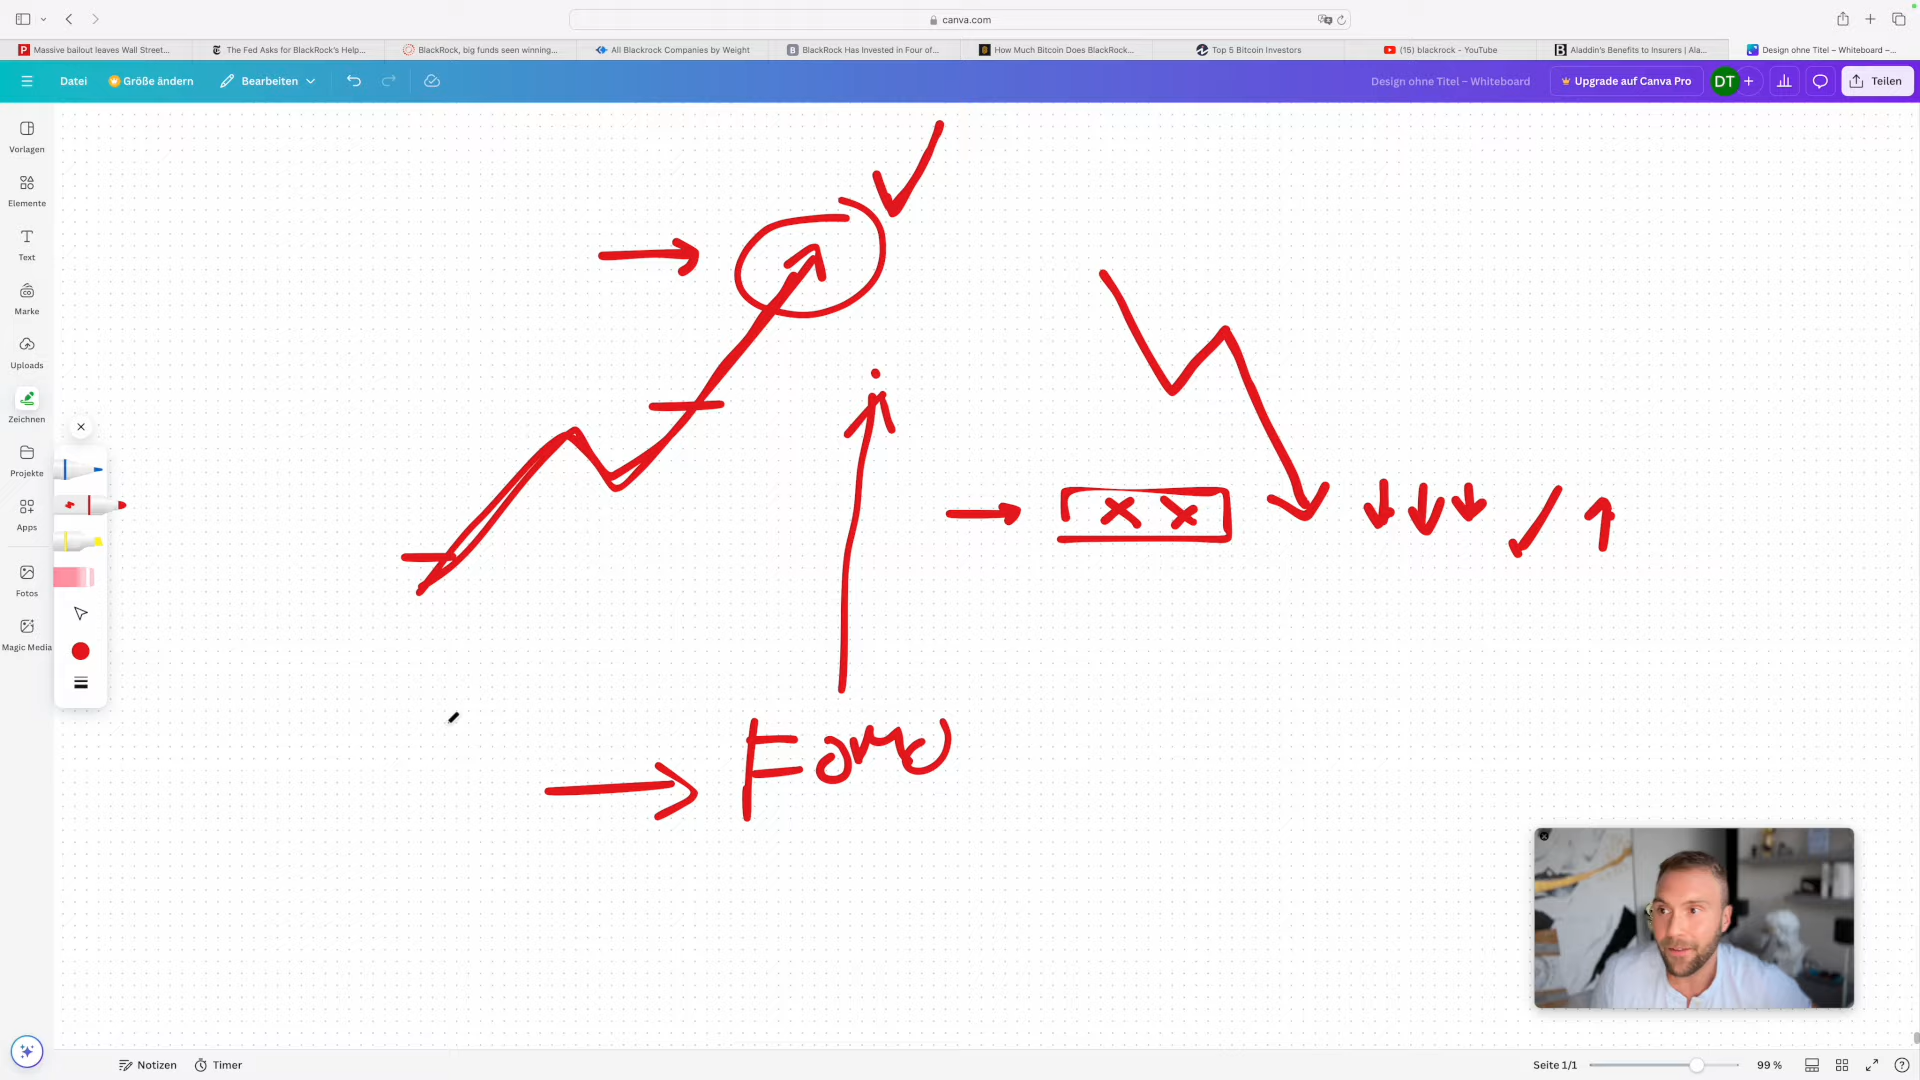 canva.com
Massive bailout leaves Wall Street...
The Fed Asks for BlackRock's Help...
BlackRock, big funds seen winning...
All Blackrock Companies by Weight
BlackRock Has Invested in Four of...
How Much Bitcoin Does BlackRock...
Top 5 Bitcoin Investors
(15) blackrock - YouTube
Aladdin's Benefits to Insurers | Ala...
Design ohne Titel – Whiteboard –...
Datei
Größe ändern
Bearbeiten
Design ohne Titel – Whiteboard
Upgrade auf Canva Pro
DT
Teilen
Vorlagen
Elemente
Text
Marke
Uploads
Zeichnen
Projekte
Apps
Fotos
Magic Media
FOMO
Notizen
Timer
Seite 1/1
99 %